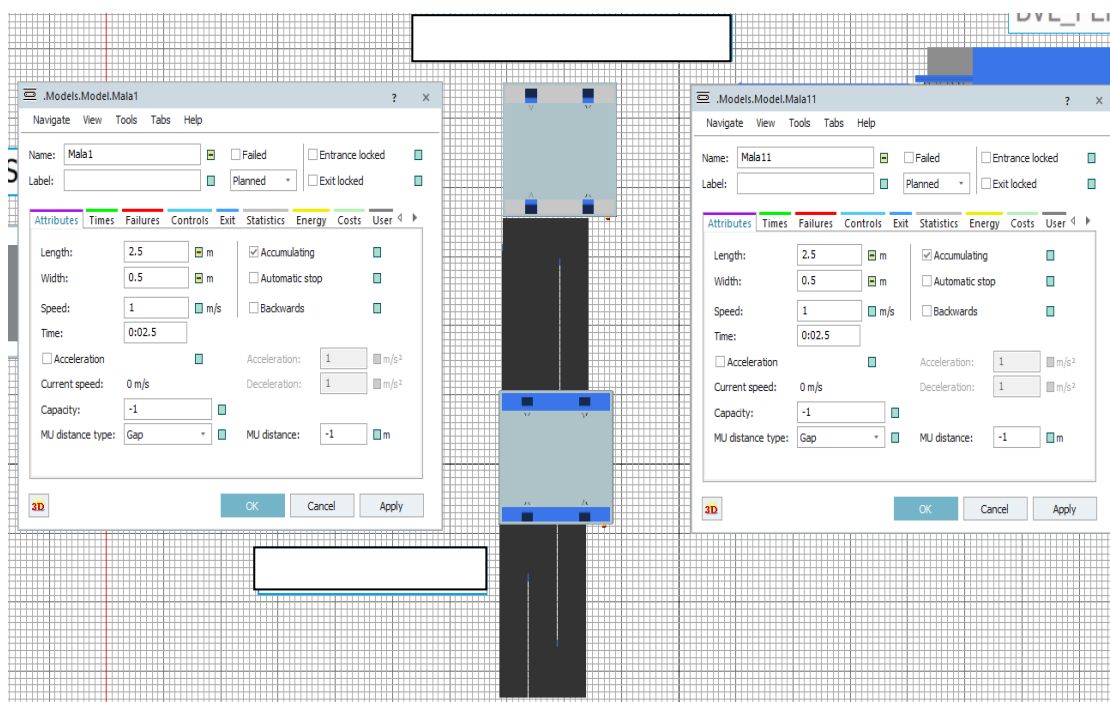 .Models.Model.Mala1 ? ×
Navigate View Tools Tabs Help
Name: Mala1 Failed Entrance locked
Label: Planned Exit locked
Attributes Times Failures Controls Exit Statistics Energy Costs User
Length: 2.5 m Accumulating
Width: 0.5 m Automatic stop
Speed: 1 m/s Backwards
Time: 0:02.5
Acceleration Acceleration: 1 m/s²
Current speed: 0 m/s Deceleration: 1 m/s²
Capacity: -1
MU distance type: Gap MU distance: -1 m
3D OK Cancel Apply
.Models.Model.Mala11 ? ×
Navigate View Tools Tabs Help
Name: Mala11 Failed Entrance locked
Label: Planned Exit locked
Attributes Times Failures Controls Exit Statistics Energy Costs User
Length: 2.5 m Accumulating
Width: 0.5 m Automatic stop
Speed: 1 m/s Backwards
Time: 0:02.5
Acceleration Acceleration: 1 m/s²
Current speed: 0 m/s Deceleration: 1 m/s²
Capacity: -1
MU distance type: Gap MU distance: -1 m
3D OK Cancel Apply